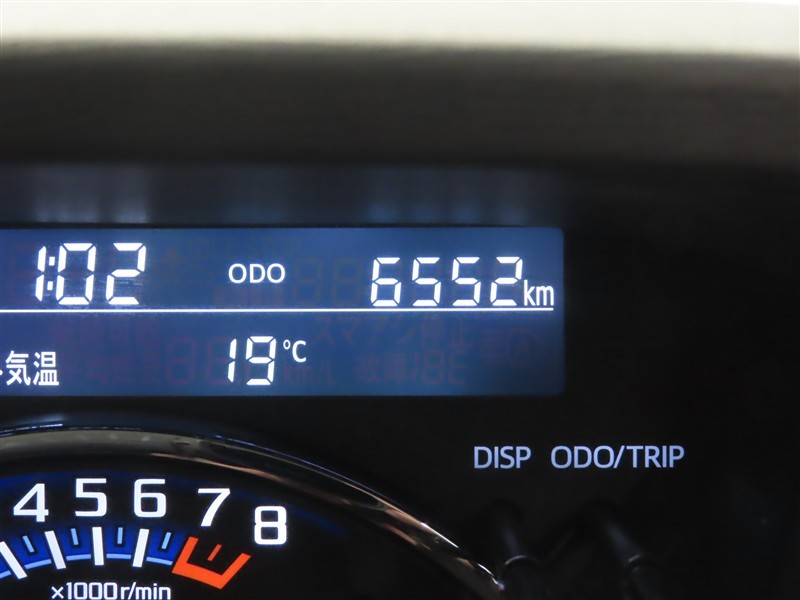 1:02 ODO 6552km
気温 19℃
DISP ODO/TRIP
4 5 6 7 8
×1000r/min